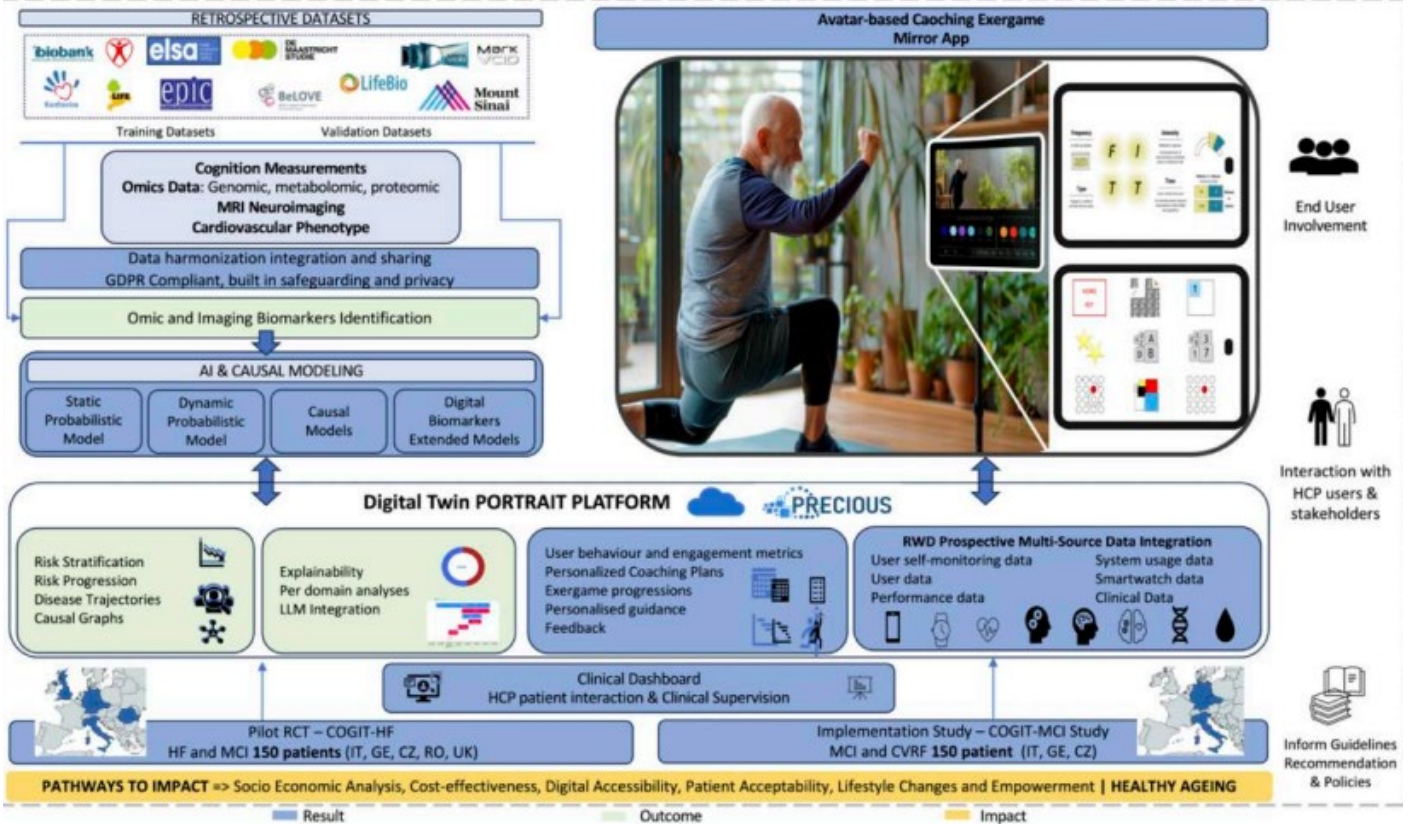 RETROSPECTIVE DATASETS
biobank
elsa
DE
MAASTRICHT
STUDIE
Mark
VCID
LIFE
epic
BeLOVE
LifeBio
Mount
Sinai
Training Datasets
Validation Datasets
Cognition Measurements
Omics Data: Genomic, metabolomic, proteomic
MRI Neuroimaging
Cardiovascular Phenotype
Data harmonization integration and sharing
GDPR Compliant, built in safeguarding and privacy
Omic and Imaging Biomarkers Identification
AI & CAUSAL MODELING
Static
Probabilistic
Model
Dynamic
Probabilistic
Model
Causal
Models
Digital
Biomarkers
Extended Models
Avatar-based Caoching Exergame
Mirror App
Frequency
Intensity
F I
T T
Type
Time
1
A
B
3
1 7
End User
Involvement
Interaction with
HCP users &
stakeholders
Inform Guidelines
Recommendation
& Policies
Digital Twin PORTRAIT PLATFORM
PRECIOUS
Risk Stratification
Risk Progression
Disease Trajectories
Causal Graphs
Explainability
Per domain analyses
LLM Integration
User behaviour and engagement metrics
Personalized Coaching Plans
Exergame progressions
Personalised guidance
Feedback
RWD Prospective Multi-Source Data Integration
User self-monitoring data
User data
Performance data
System usage data
Smartwatch data
Clinical Data
Clinical Dashboard
HCP patient interaction & Clinical Supervision
Pilot RCT – COGIT-HF
HF and MCI 150 patients (IT, GE, CZ, RO, UK)
Implementation Study – COGIT-MCI Study
MCI and CVRF 150 patient (IT, GE, CZ)
PATHWAYS TO IMPACT => Socio Economic Analysis, Cost-effectiveness, Digital Accessibility, Patient Acceptability, Lifestyle Changes and Empowerment | HEALTHY AGEING
Result
Outcome
Impact